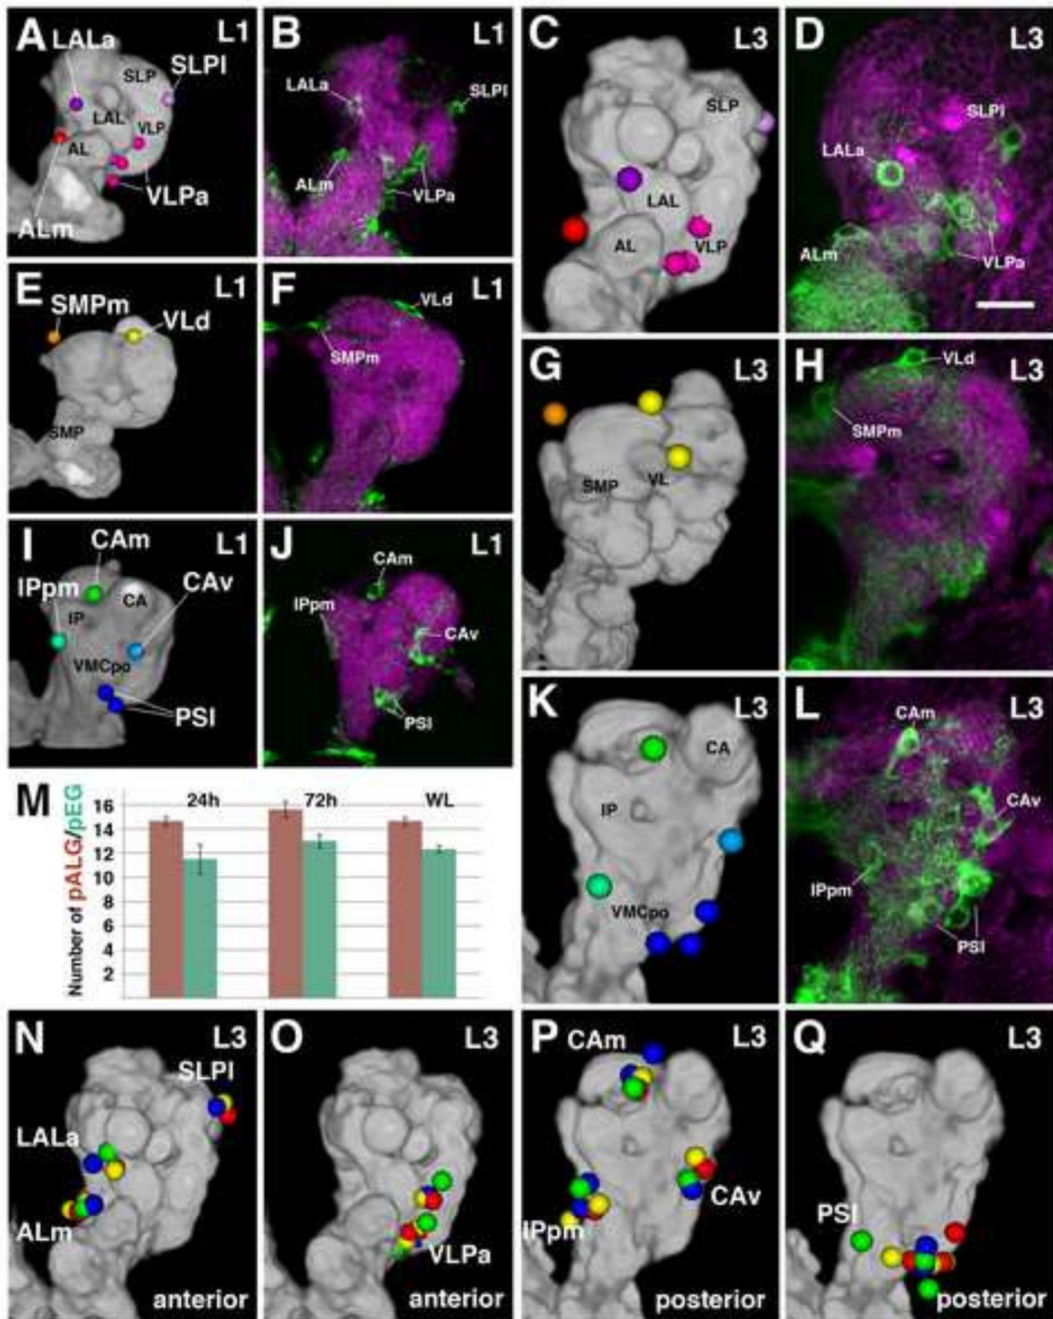 A
L1
LALa
SLPl
SLP
LAL
VLP
AL
VLPa
ALm
B
L1
LALa
SLPl
ALm
VLPa
C
L3
SLP
LAL
AL
VLP
D
L3
SLPl
LALa
ALm
VLPa
E
L1
SMPm
VLd
SMP
F
L1
VLd
SMPm
G
L3
SMP
VL
H
L3
VLd
SMPm
I
L1
CAm
IPpm
CAv
CA
IP
VMCpo
PSl
J
L1
CAm
IPpm
CAv
PSl
K
L3
CA
IP
VMCpo
L
L3
CAm
CAv
IPpm
PSl
M
24h
72h
WL
Number of pALG/pEG
16
14
12
10
8
6
4
2
N
L3
SLPl
LALa
ALm
anterior
O
L3
VLPa
anterior
P
L3
CAm
CAv
IPpm
posterior
Q
L3
PSl
posterior